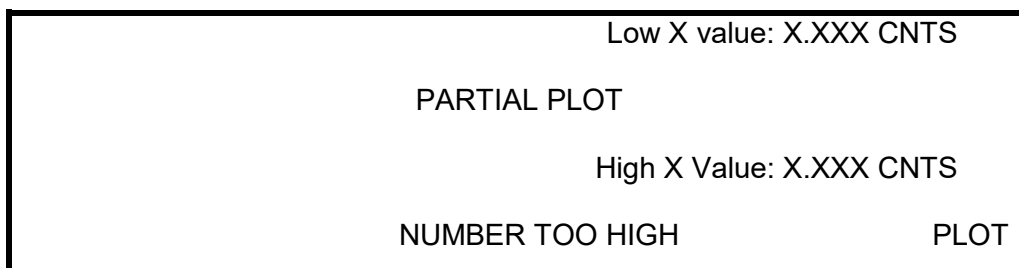 Low X value: X.XXX CNTS
PARTIAL PLOT
High X Value: X.XXX CNTS
NUMBER TOO HIGH PLOT